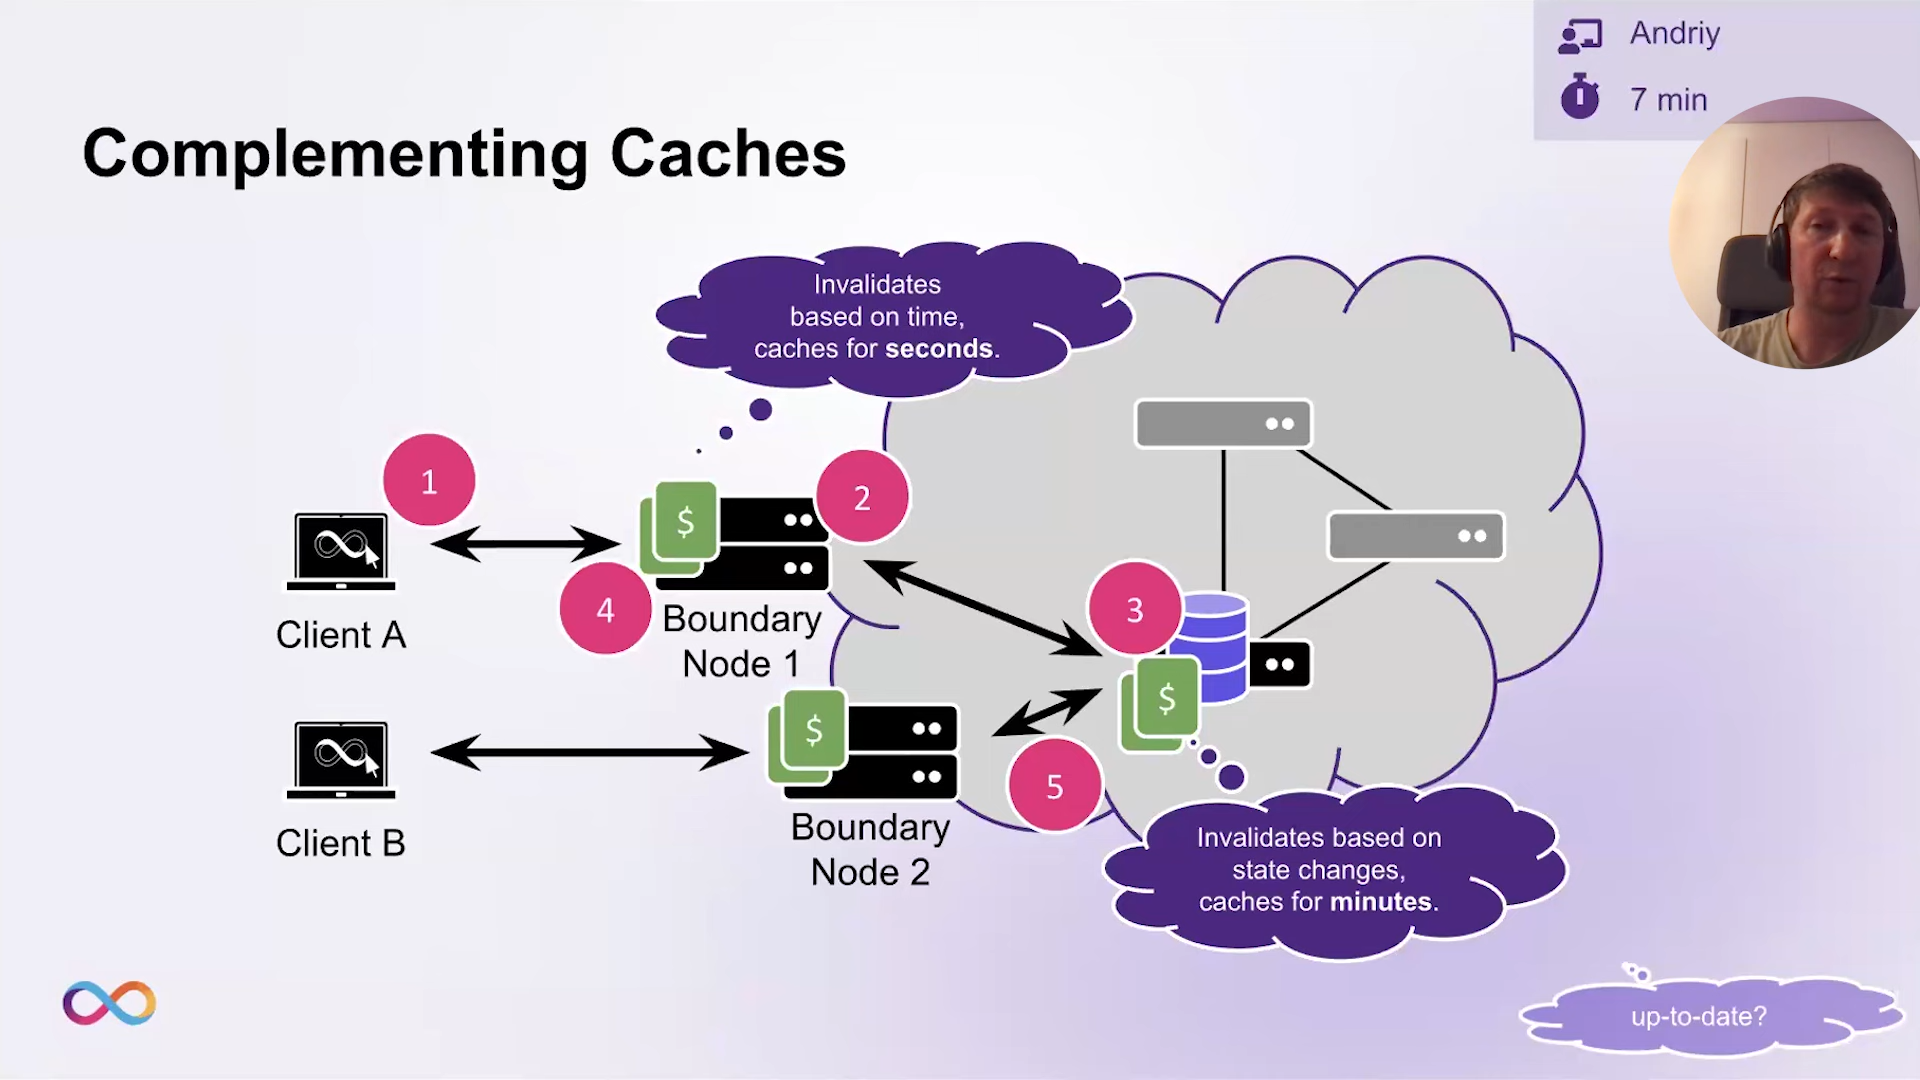 Andriy
7 min
Complementing Caches
Invalidates
based on time,
caches for seconds.
1
2
$
4
3
Client A
Boundary
Node 1
$
$
5
Client B
Boundary
Node 2
Invalidates based on
state changes,
caches for minutes.
up-to-date?